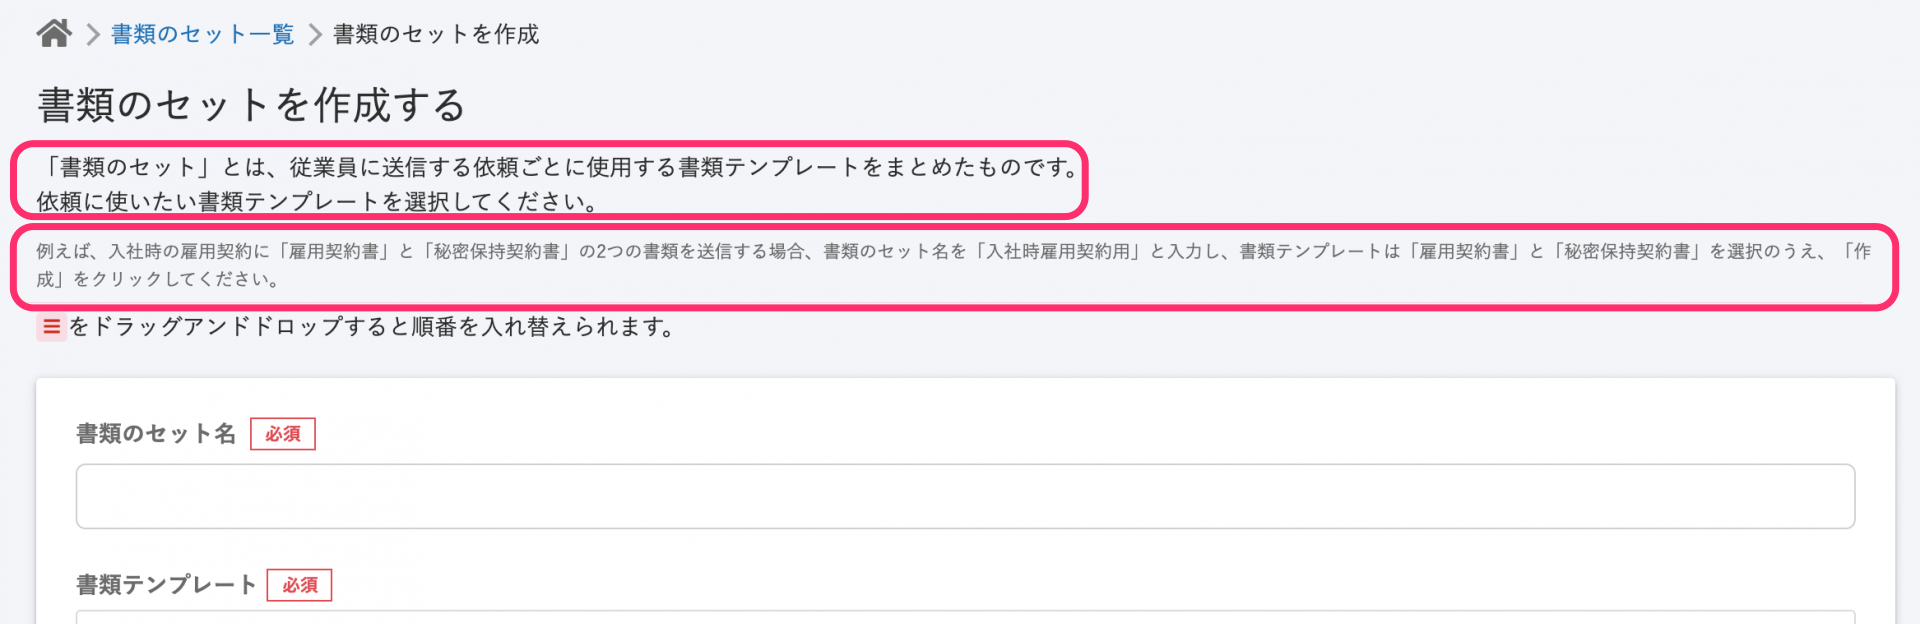 書類のセット一覧 書類のセットを作成
書類のセットを作成する
「書類のセット」とは、従業員に送信する依頼ごとに使用する書類テンプレートをまとめたものです。
依頼に使いたい書類テンプレートを選択してください。
例えば、入社時の雇用契約に「雇用契約書」と「秘密保持契約書」の2つの書類を送信する場合、書類のセット名を「入社時雇用契約用」と入力し、書類テンプレートは「雇用契約書」と「秘密保持契約書」を選択のうえ、「作
成」をクリックしてください。
をドラッグアンドドロップすると順番を入れ替えられます。
書類のセット名 必須
書類テンプレート 必須